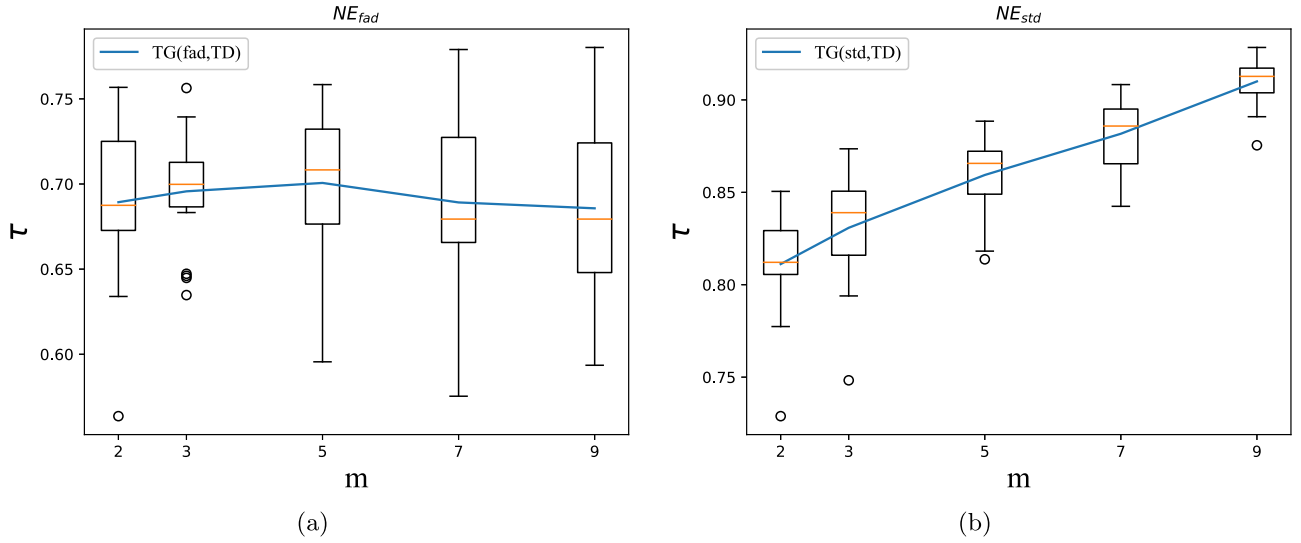 NE_fad
TG(fad,TD)
0.75
0.70
0.65
0.60
τ
2 3 5 7 9
m
(a)
NE_std
TG(std,TD)
0.90
0.85
0.80
0.75
τ
2 3 5 7 9
m
(b)